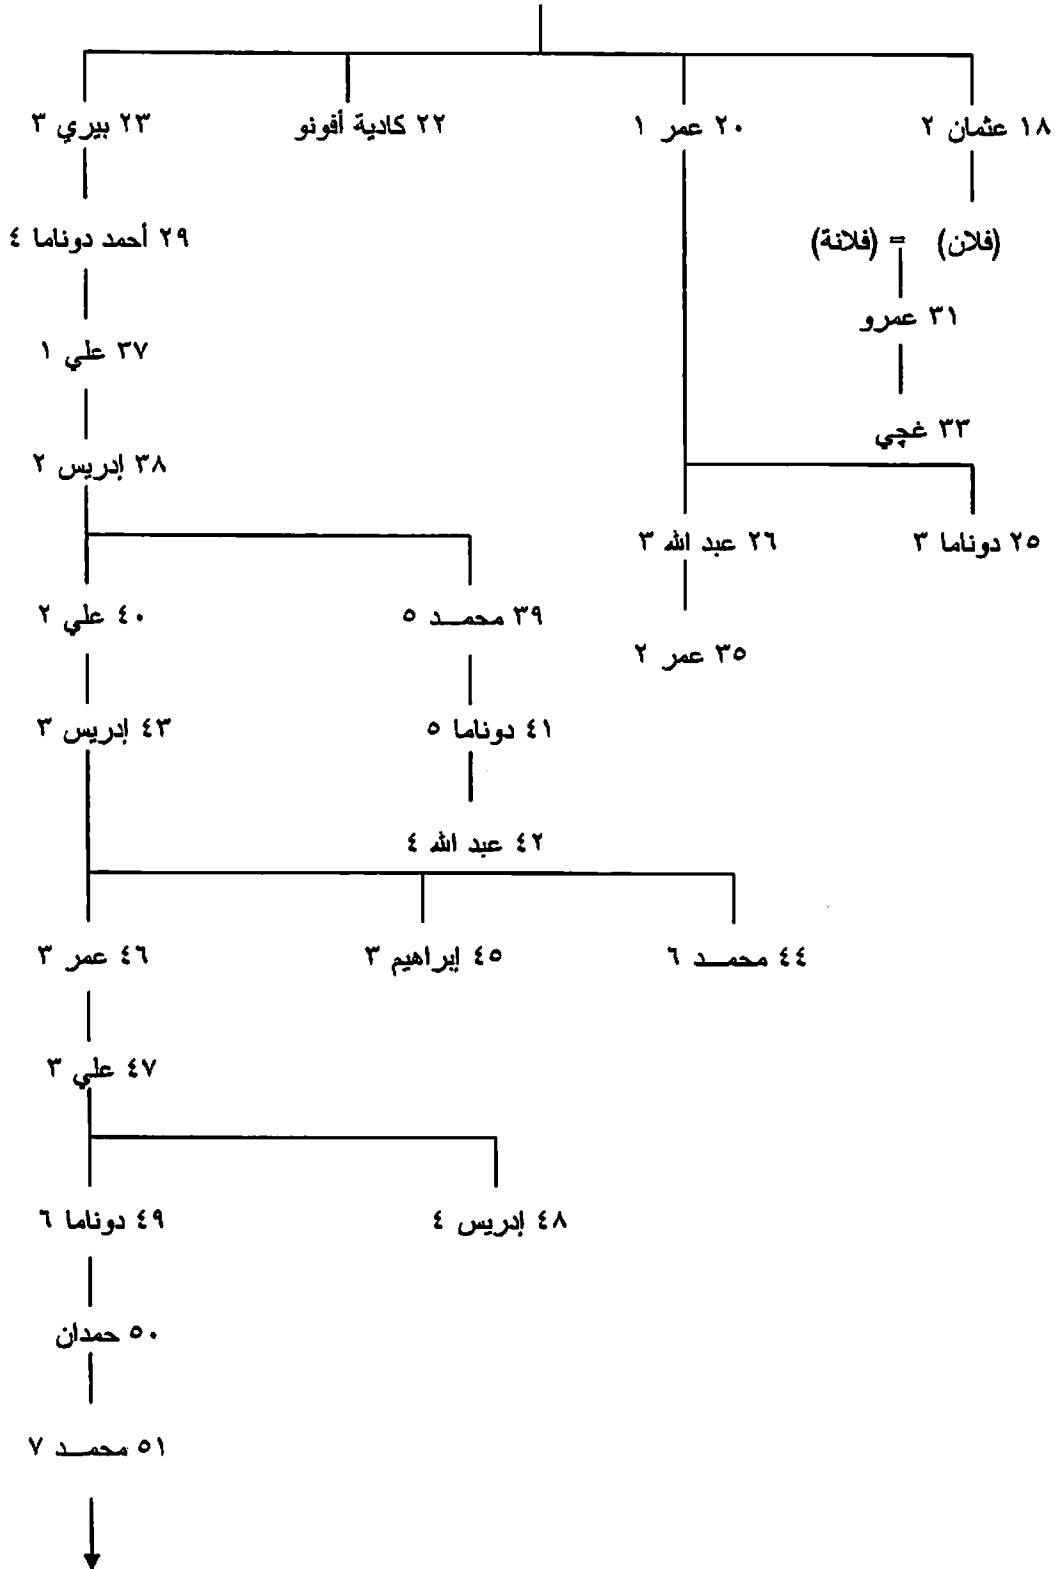 ١٨ عثمان ٢
٢٠ عمر ١
٢٢ كادية أفونو
٢٣ بيري ٣
(فلان) = (فلانة)
٢٩ أحمد دوناما ٤
٣١ عمرو
٣٧ علي ١
٣٣ غجي
٣٨ إدريس ٢
٢٥ دوناما ٣
٢٦ عبد الله ٣
٣٩ محمـد ٥
٤٠ علي ٢
٣٥ عمر ٢
٤١ دوناما ٥
٤٣ إدريس ٣
٤٢ عبد الله ٤
٤٤ محمـد ٦
٤٥ إبراهيم ٣
٤٦ عمر ٣
٤٧ علي ٣
٤٨ إدريس ٤
٤٩ دوناما ٦
٥٠ حمدان
٥١ محمـد ٧